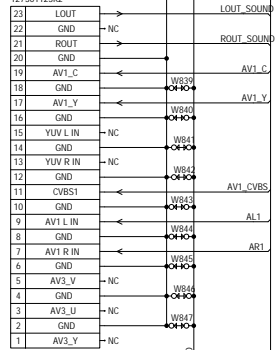 23 LOUT LOUT_SOUND
22 GND NC
21 ROUT ROUT_SOUND
20 GND
19 AV1_C AV1_C
18 GND W839
17 AV1_Y AV1_Y
16 GND W840
15 YUV L IN NC
14 GND W841
13 YUV R IN NC
12 GND W842
11 CVBS1 AV1_CVBS
10 GND W843
9 AV1 L IN AL1
8 GND W844
7 AV1 R IN AR1
6 GND W845
5 AV3_V NC
4 GND W846
3 AV3_U NC
2 GND W847
1 AV3_Y NC